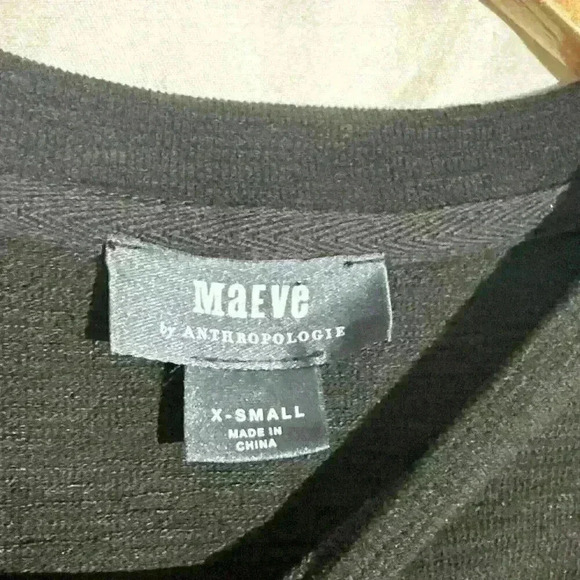 MaEve
by ANTHROPOLOGIE
X-SMALL
MADE IN
CHINA